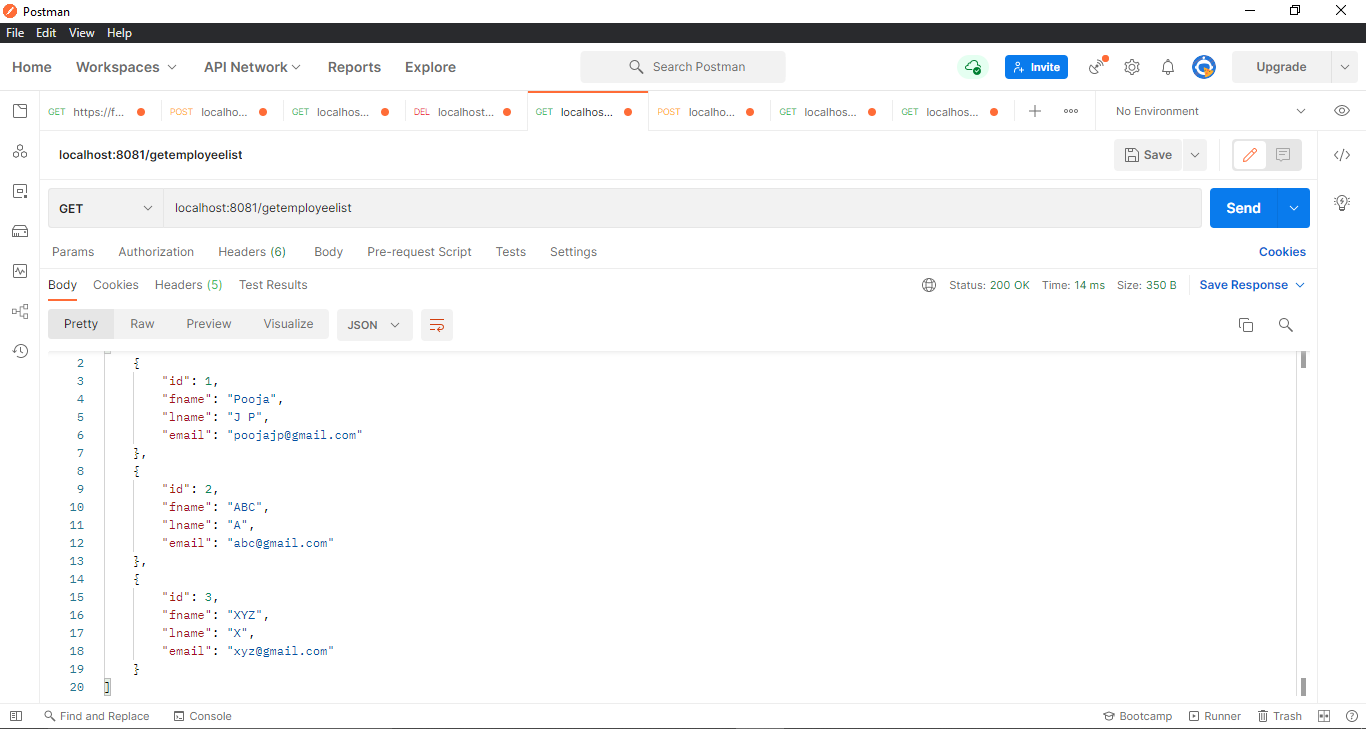 Postman
File Edit View Help
Home Workspaces API Network Reports Explore Search Postman Invite Upgrade
GET https://f... POST localho... GET localhos... DEL localhost... GET localhos... POST localho... GET localhos... GET localhos... No Environment
localhost:8081/getemployeelist Save
GET localhost:8081/getemployeelist Send
Params Authorization Headers (6) Body Pre-request Script Tests Settings Cookies
Body Cookies Headers (5) Test Results Status: 200 OK Time: 14 ms Size: 350 B Save Response
Pretty Raw Preview Visualize JSON
2 {
3 "id": 1,
4 "fname": "Pooja",
5 "lname": "J P",
6 "email": "poojajp@gmail.com"
7 },
8 {
9 "id": 2,
10 "fname": "ABC",
11 "lname": "A",
12 "email": "abc@gmail.com"
13 },
14 {
15 "id": 3,
16 "fname": "XYZ",
17 "lname": "X",
18 "email": "xyz@gmail.com"
19 }
20 ]
Find and Replace Console Bootcamp Runner Trash